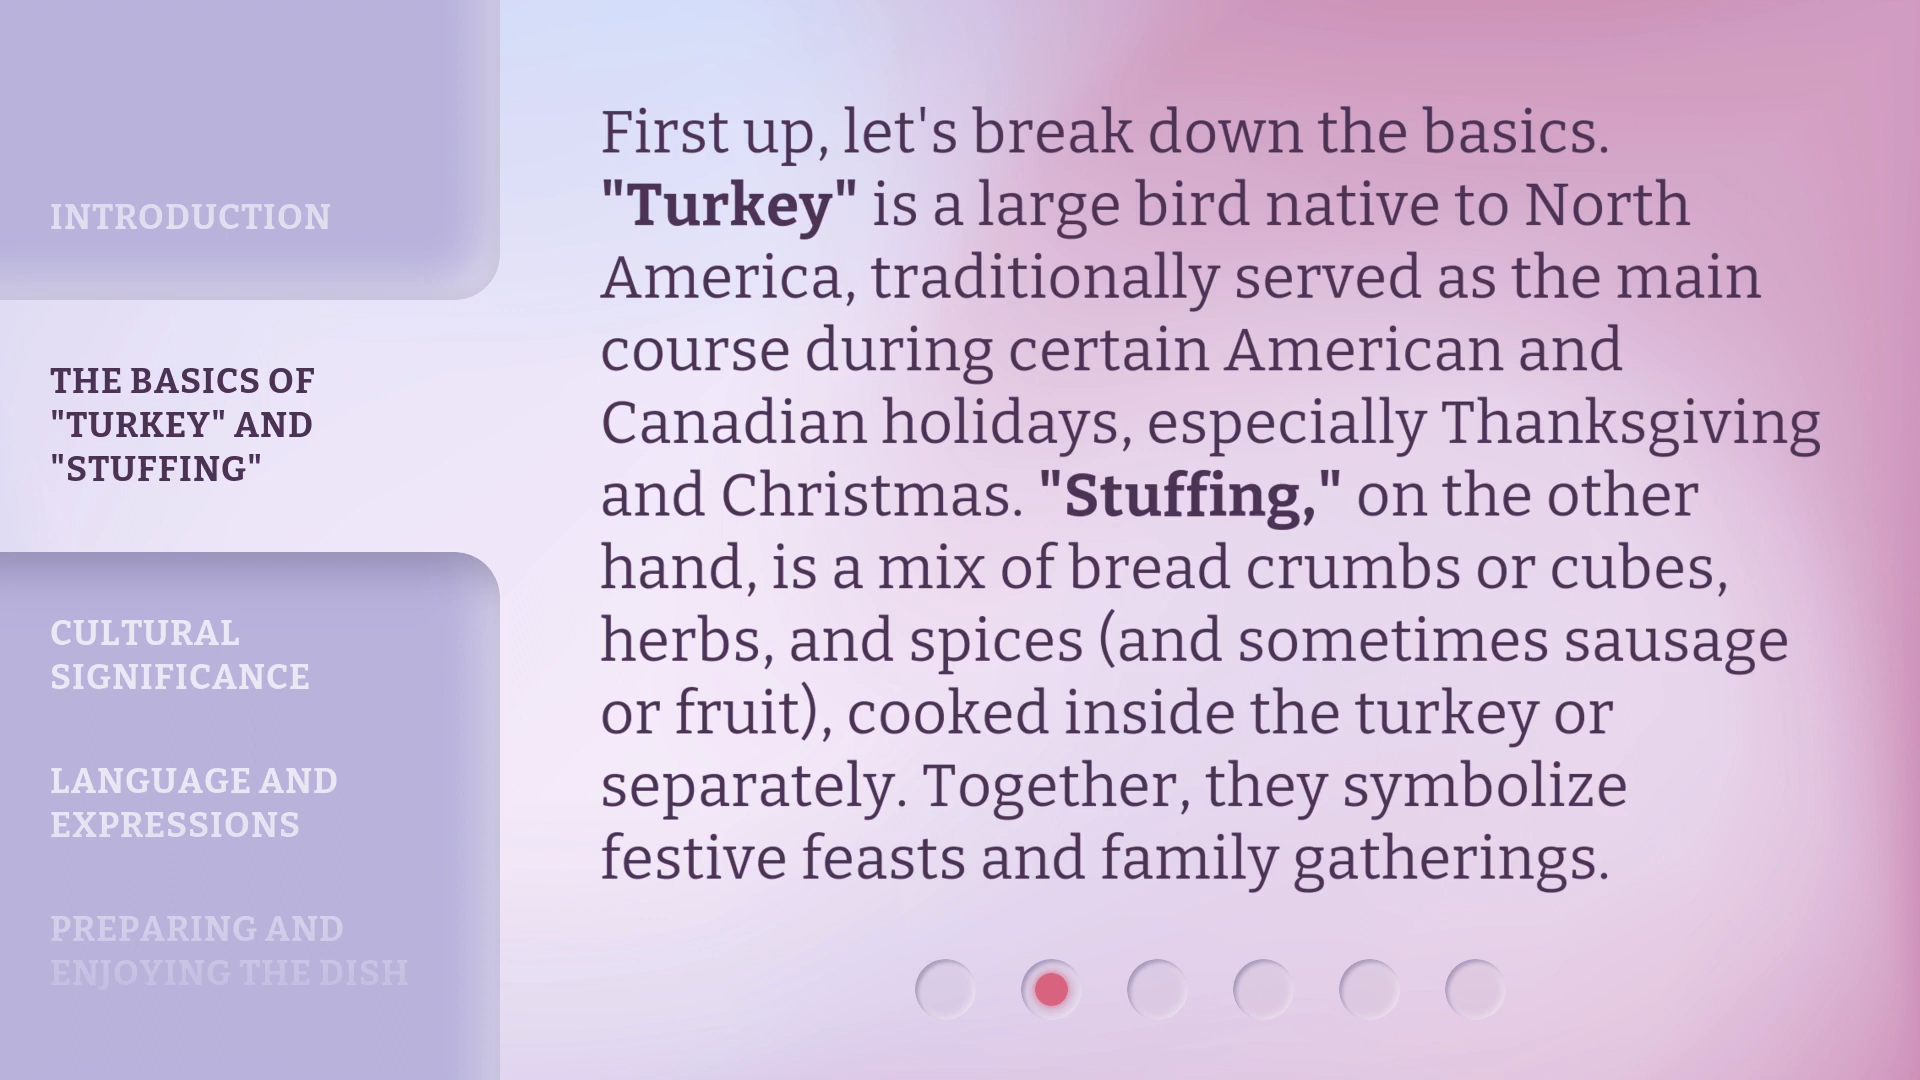 INTRODUCTION
THE BASICS OF
"TURKEY" AND
"STUFFING"
CULTURAL
SIGNIFICANCE
LANGUAGE AND
EXPRESSIONS
PREPARING AND
ENJOYING THE DISH
First up, let's break down the basics.
"Turkey" is a large bird native to North
America, traditionally served as the main
course during certain American and
Canadian holidays, especially Thanksgiving
and Christmas. "Stuffing," on the other
hand, is a mix of bread crumbs or cubes,
herbs, and spices (and sometimes sausage
or fruit), cooked inside the turkey or
separately. Together, they symbolize
festive feasts and family gatherings.